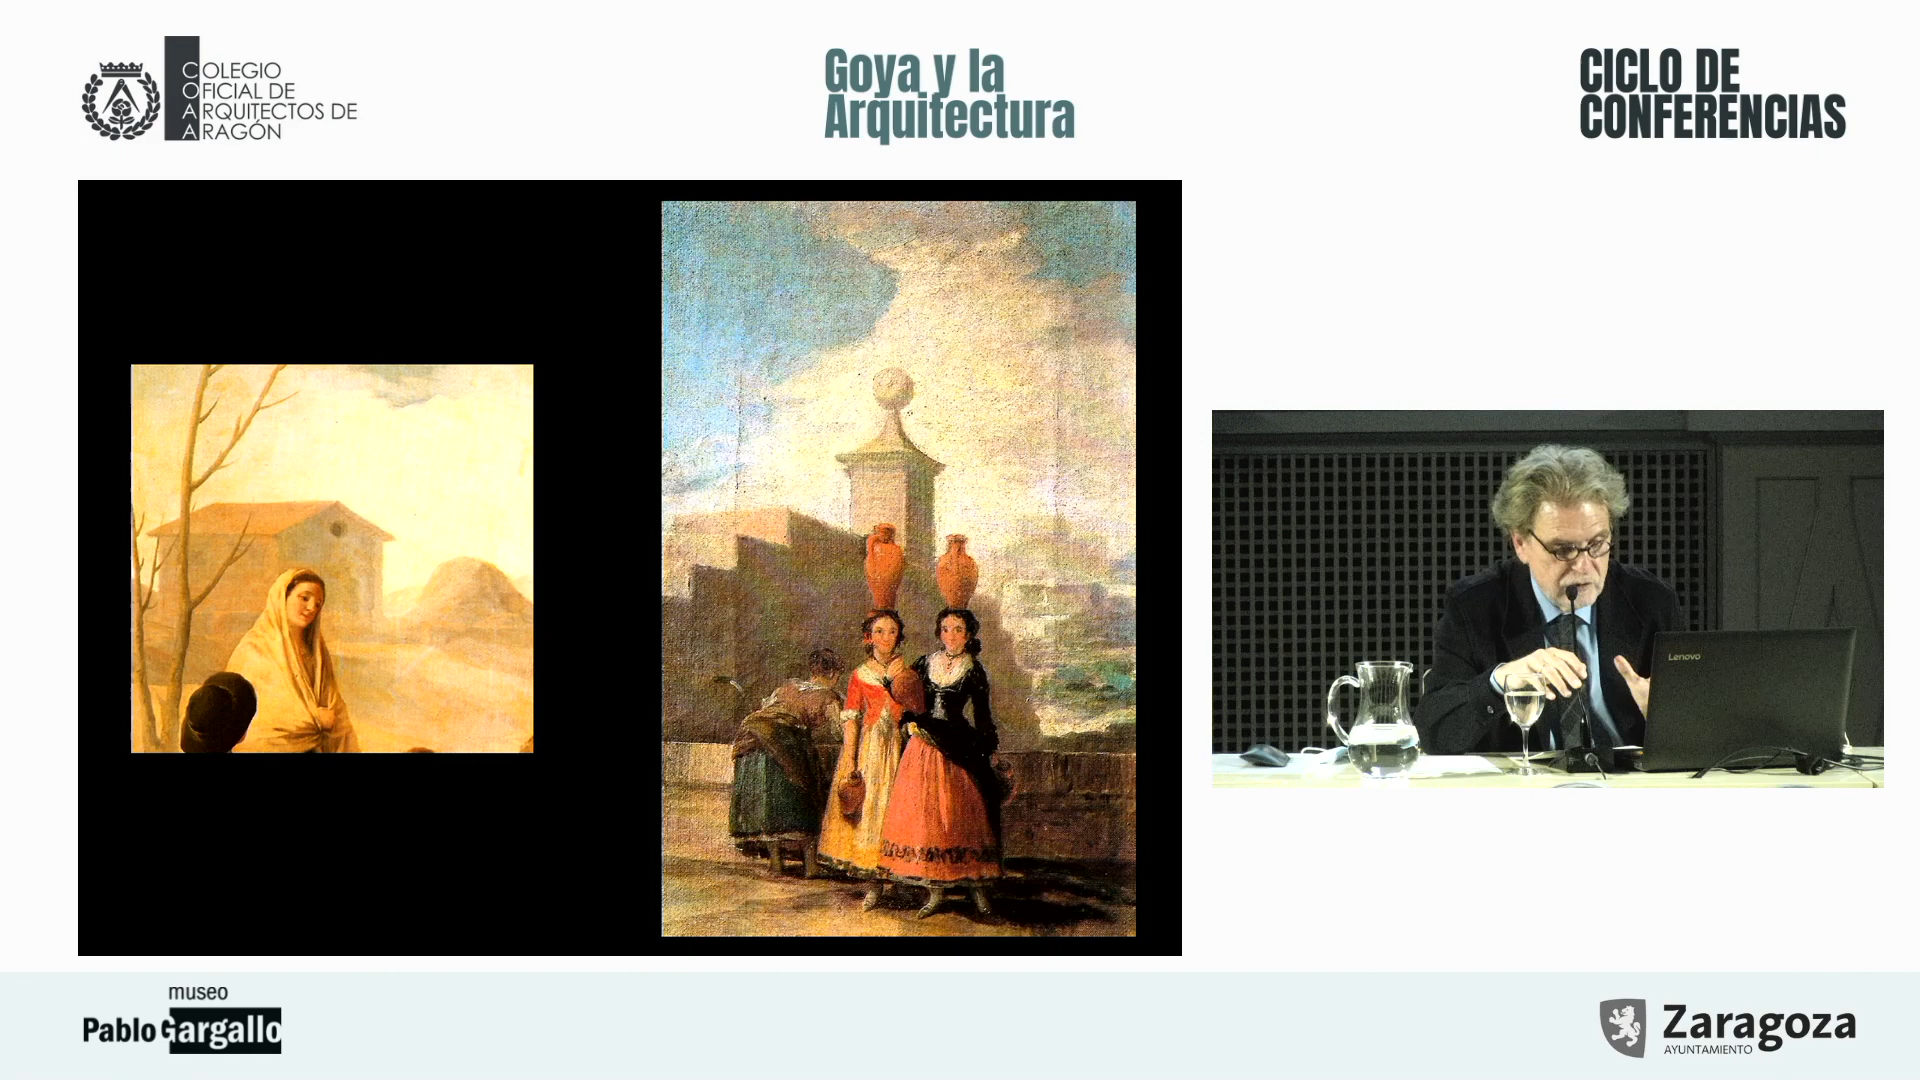 COLEGIO
OFICIAL DE
ARQUITECTOS DE
ARAGÓN
Goya y la
Arquitectura
CICLO DE
CONFERENCIAS
Lenovo
museo
Pablo Gargallo
Zaragoza
AYUNTAMIENTO